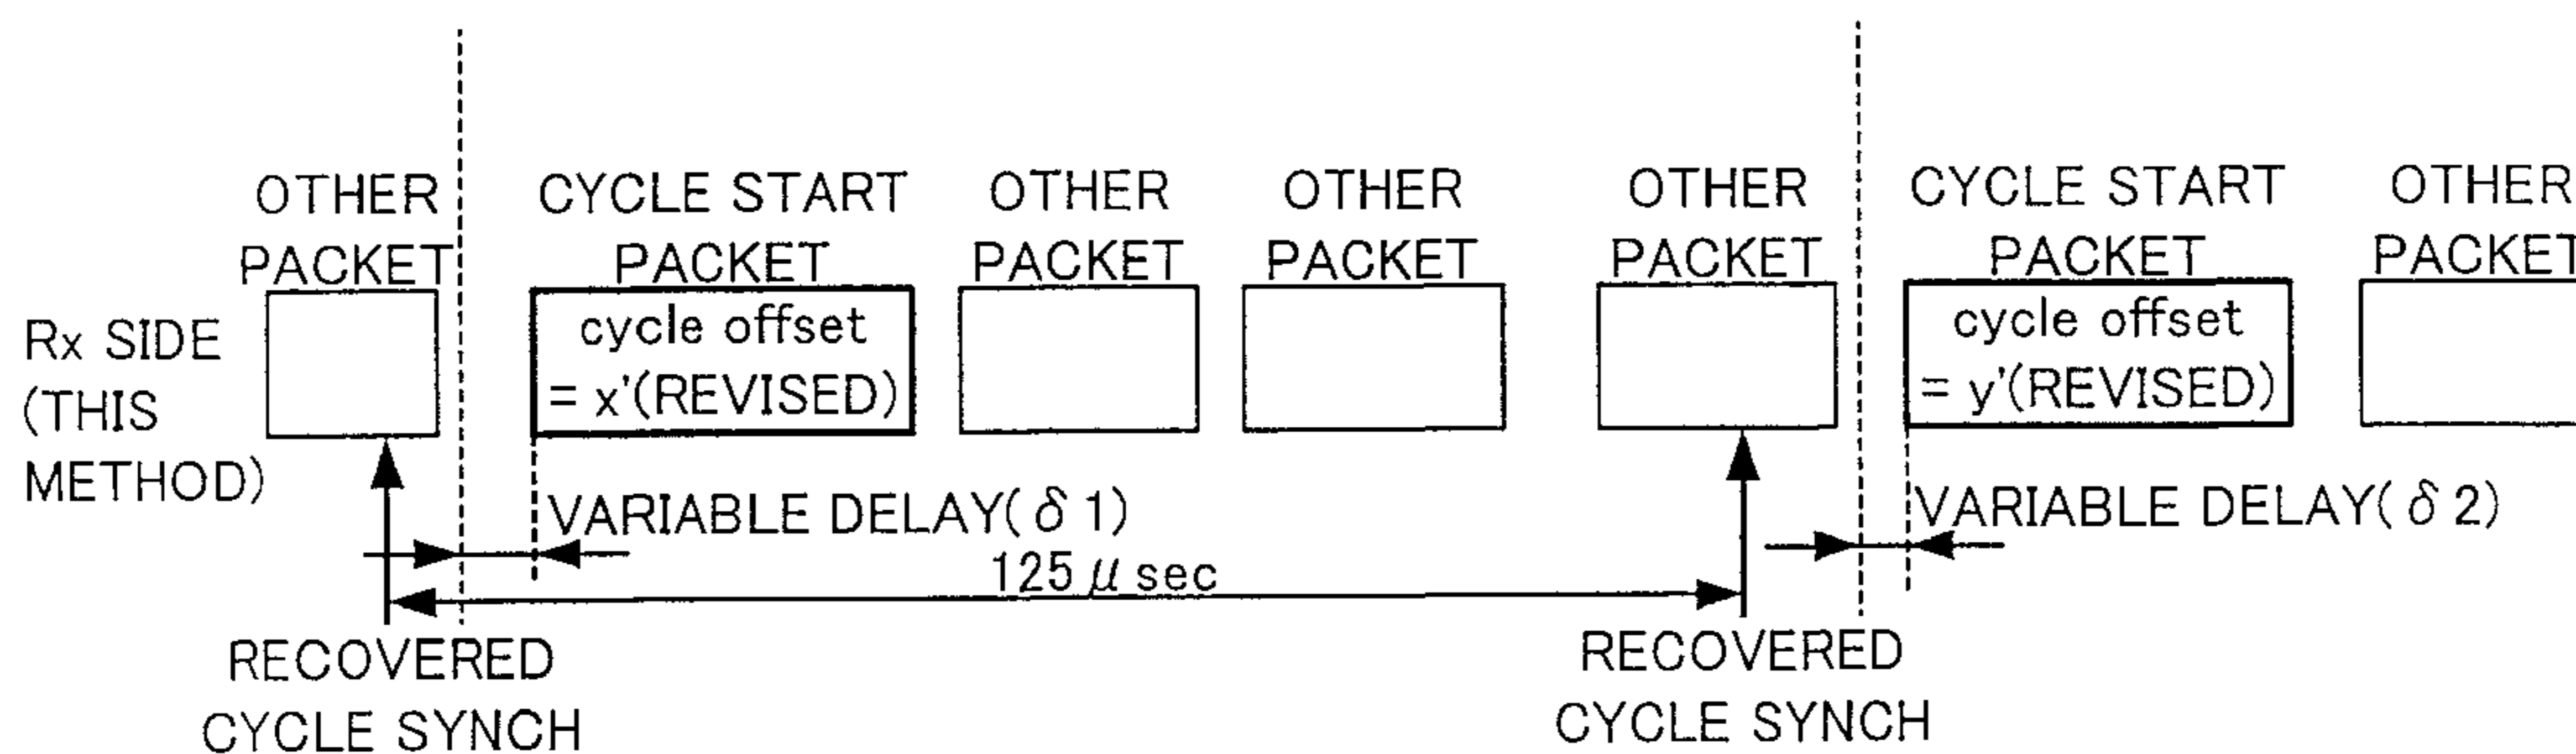 OTHER
PACKET
CYCLE START
PACKET
OTHER
PACKET
OTHER
PACKET
OTHER
PACKET
CYCLE START
PACKET
OTHER
PACKET
Rx SIDE
(THIS
METHOD)
cycle offset
= x'(REVISED)
cycle offset
= y'(REVISED)
VARIABLE DELAY( δ 1)
VARIABLE DELAY( δ 2)
125 μ sec
RECOVERED
CYCLE SYNCH
RECOVERED
CYCLE SYNCH